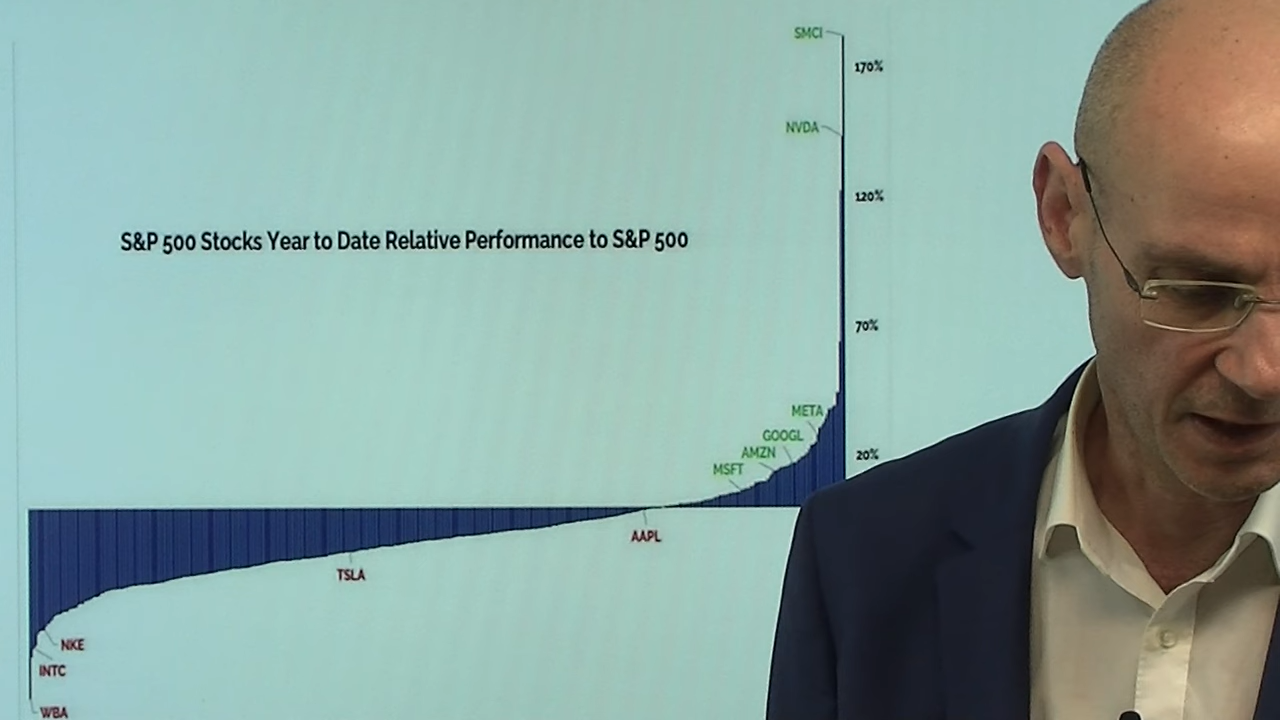 SMCI
170%
NVDA
120%
S&P 500 Stocks Year to Date Relative Performance to S&P 500
70%
META
GOOGL
AMZN
20%
MSFT
AAPL
TSLA
NKE
INTC
WBA